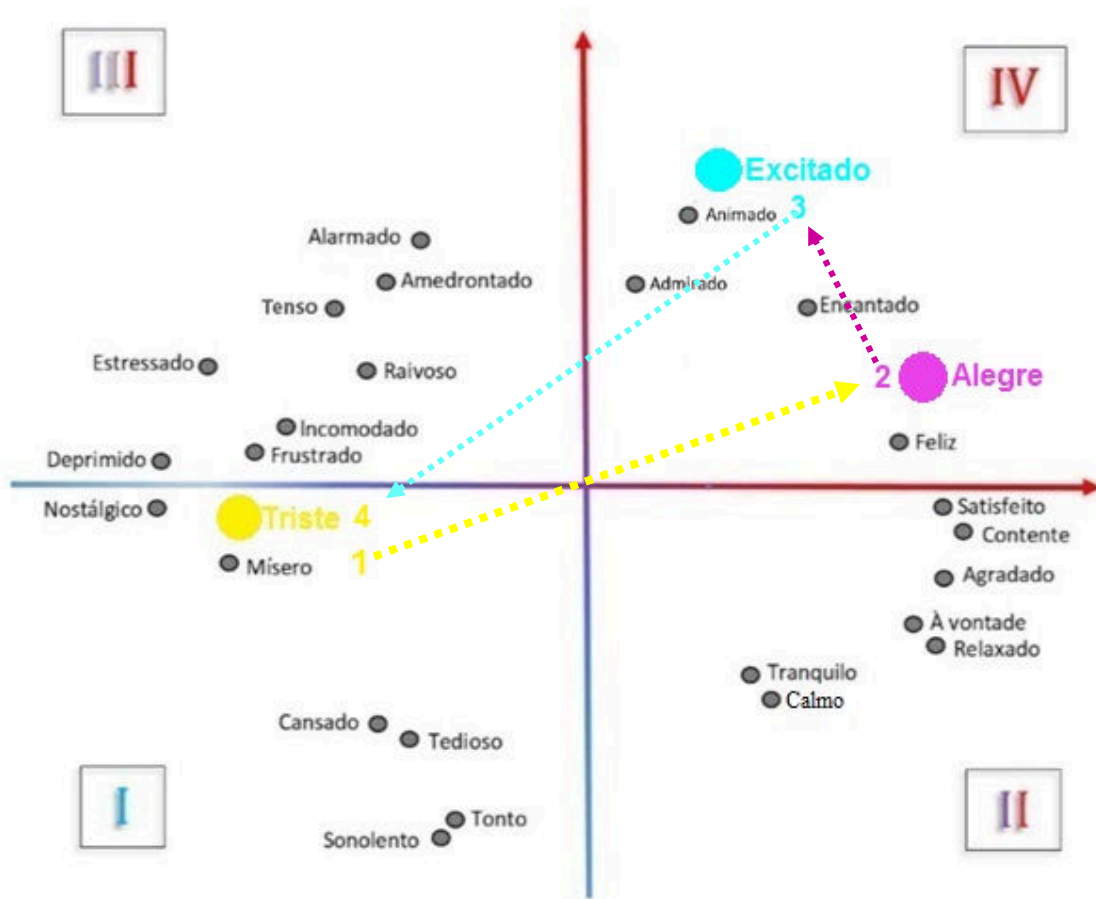 III
IV
Excitado
3
Animado
Alarmado
Amedrontado
Admirado
Tenso
Encantado
Estressado
Raivoso
2 Alegre
Incomodado
Feliz
Frustrado
Deprimido
Nostálgico
Satisfeito
Triste 4
Contente
Mísero
1
Agradado
À vontade
Relaxado
Tranquilo
Calmo
Cansado
Tedioso
I
II
Tonto
Sonolento